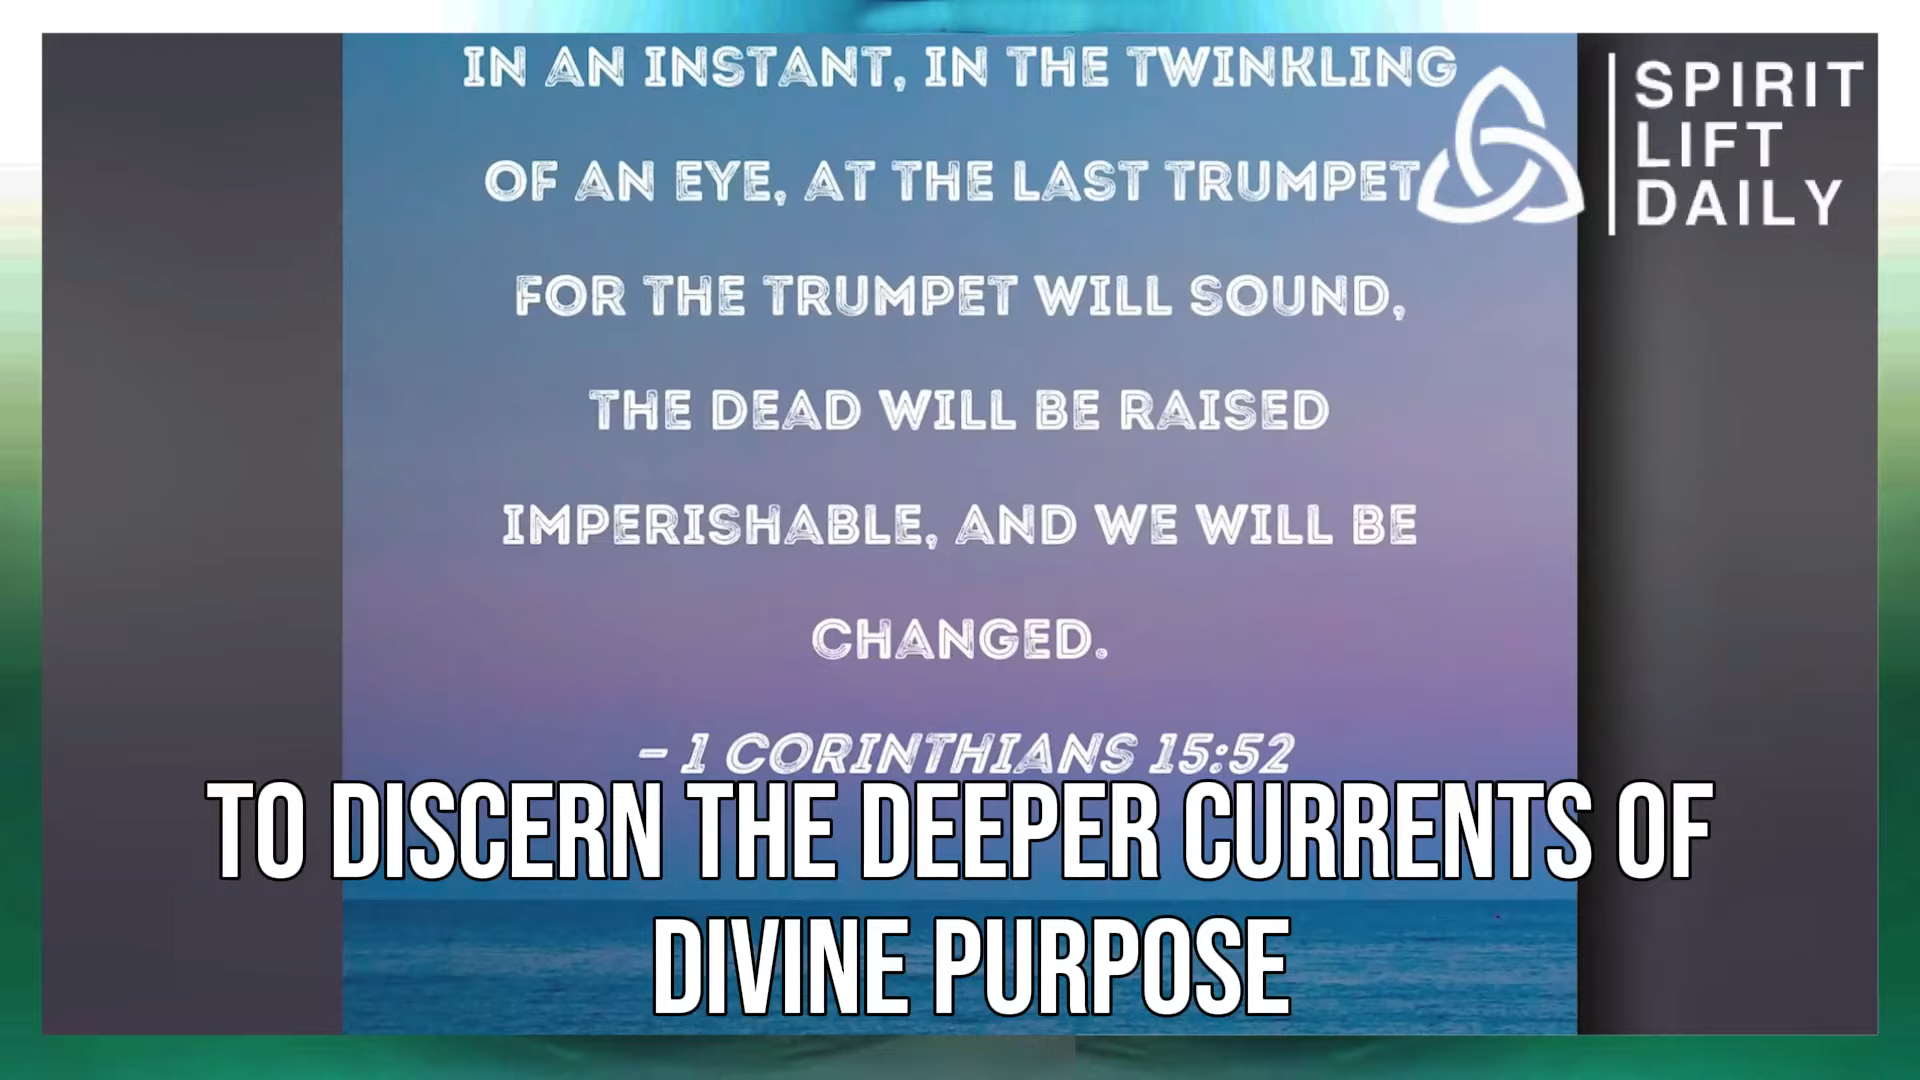 IN AN INSTANT, IN THE TWINKLING
OF AN EYE, AT THE LAST TRUMPET
FOR THE TRUMPET WILL SOUND,
THE DEAD WILL BE RAISED
IMPERISHABLE, AND WE WILL BE
CHANGED.
– 1 CORINTHIANS 15:52
SPIRIT
LIFT
DAILY
TO DISCERN THE DEEPER CURRENTS OF
DIVINE PURPOSE